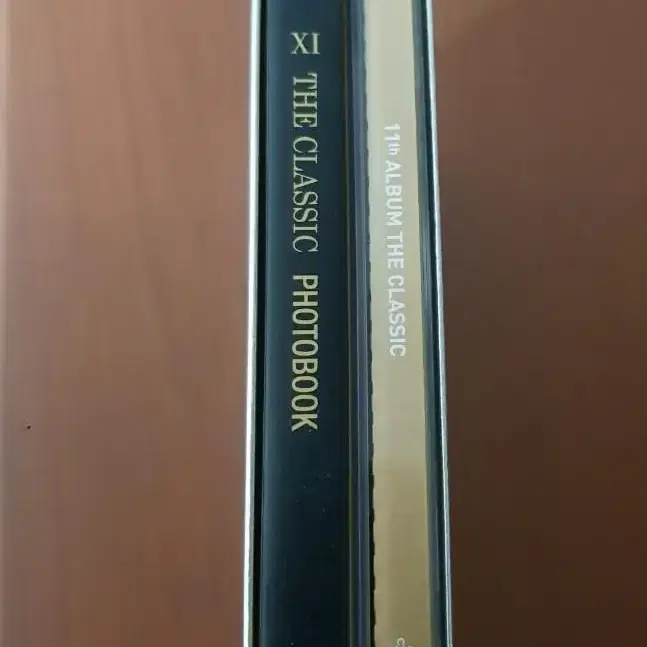 XI THE CLASSIC PHOTOBOOK
11th ALBUM THE CLASSIC